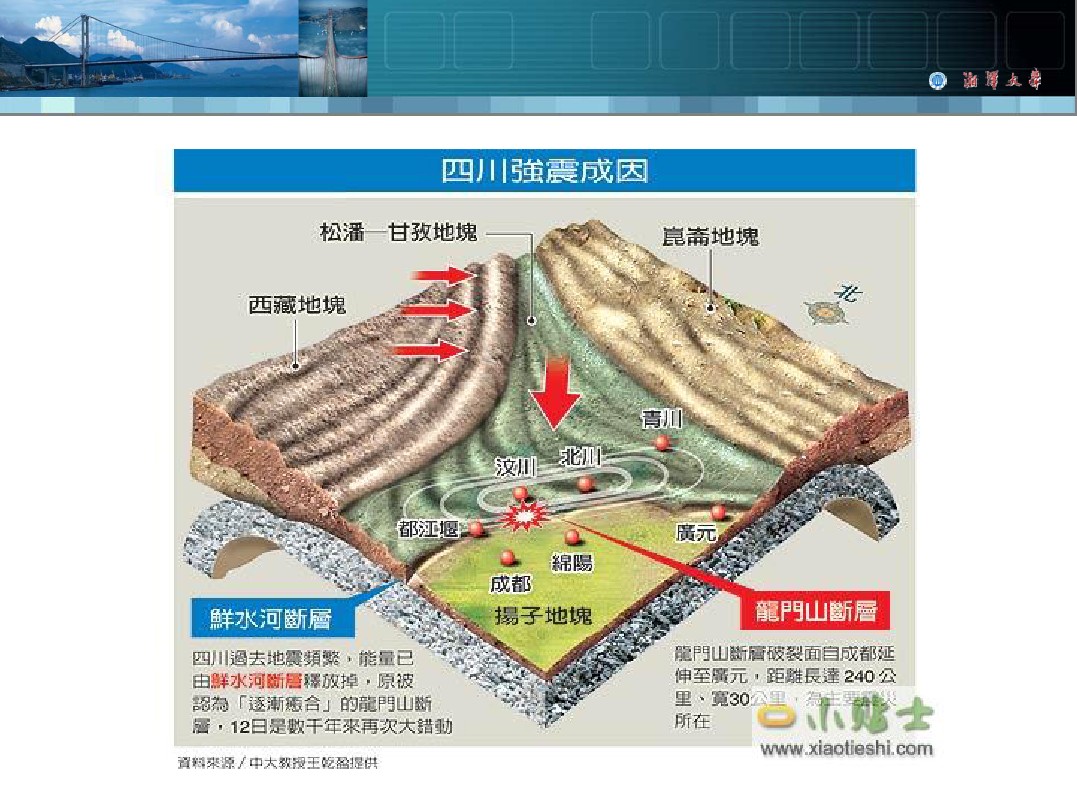 湘潭大學
四川強震成因
松潘—甘孜地塊
崑崙地塊
西藏地塊
北
青川
汶川
北川
都江堰
廣元
綿陽
成都
揚子地塊
鮮水河斷層
龍門山斷層
四川過去地震頻繁，能量已
由鮮水河斷層釋放掉，原被
認為「逐漸癒合」的龍門山斷
層，12日是數千年來再次大錯動
龍門山斷層破裂面自成都延
伸至廣元，距離長達240公
里、寬30公里，為主要震災
所在
小贴士
www.xiaotieshi.com
資料來源／中大教授王乾盈提供